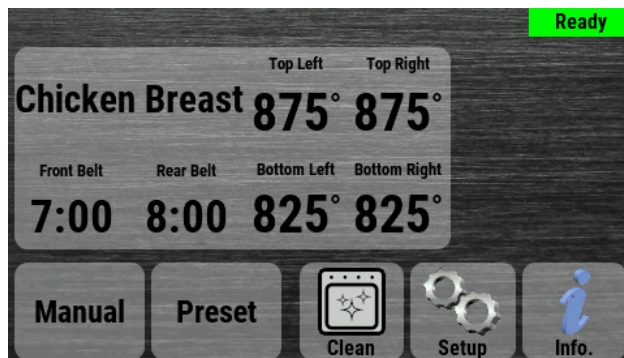 Ready
Top Left Top Right
Chicken Breast 875° 875°
Front Belt Rear Belt Bottom Left Bottom Right
7:00 8:00 825° 825°
Manual Preset
Clean Setup Info.